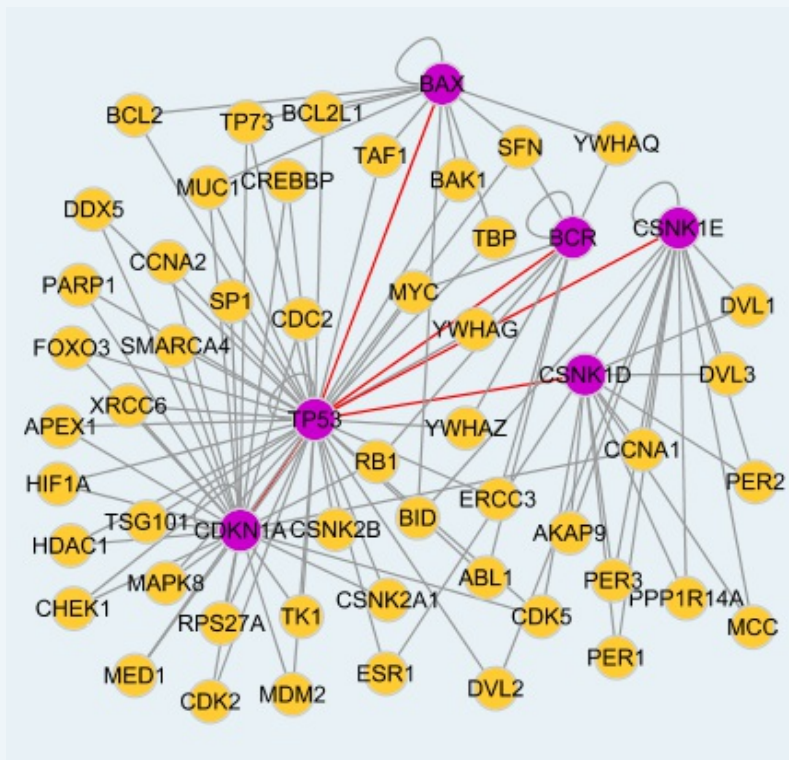 BAX
BCL2
TP73
BCL2L1
TAF1
SFN
YWHAQ
MUC1
CREBBP
BAK1
DDX5
TBP
BCR
CSNK1E
CCNA2
PARP1
SP1
CDC2
MYC
YWHAG
DVL1
FOXO3
SMARCA4
CSNK1D
DVL3
XRCC6
APEX1
TP53
YWHAZ
RB1
CCNA1
HIF1A
PER2
TSG101
CDKN1A
CSNK2B
BID
ERCC3
AKAP9
HDAC1
MAPK8
ABL1
PER3
CHEK1
RPS27A
TK1
CSNK2A1
CDK5
PPP1R14A
MCC
MED1
CDK2
MDM2
ESR1
DVL2
PER1